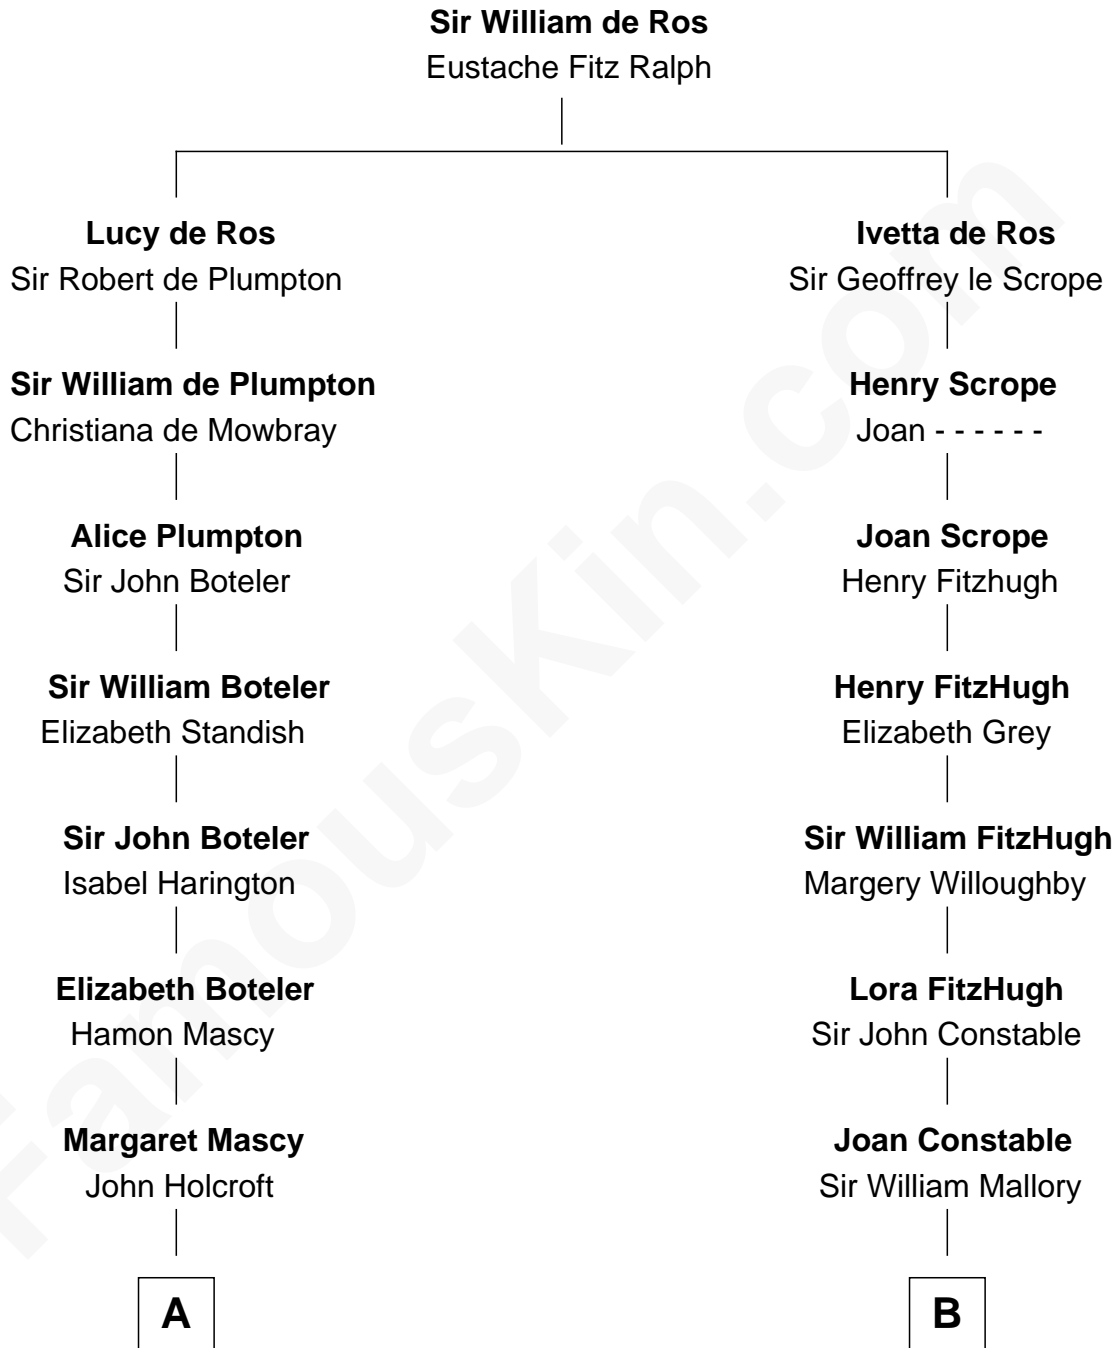 Sir William de Ros
Eustache Fitz Ralph
Lucy de Ros
Sir Robert de Plumpton
Ivetta de Ros
Sir Geoffrey le Scrope
Sir William de Plumpton
Christiana de Mowbray
Henry Scrope
Joan - - - - - -
Alice Plumpton
Sir John Boteler
Joan Scrope
Henry Fitzhugh
Sir William Boteler
Elizabeth Standish
Henry FitzHugh
Elizabeth Grey
Sir John Boteler
Isabel Harington
Sir William FitzHugh
Margery Willoughby
Elizabeth Boteler
Hamon Mascy
Lora FitzHugh
Sir John Constable
Margaret Mascy
John Holcroft
Joan Constable
Sir William Mallory
A
B
FamousKin.com